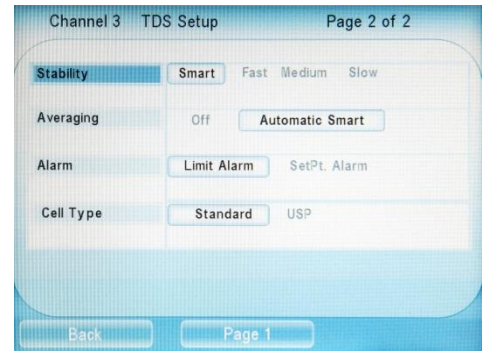 Channel 3 TDS Setup Page 2 of 2
Stability Smart Fast Medium Slow
Averaging Off Automatic Smart
Alarm Limit Alarm SetPt. Alarm
Cell Type Standard USP
Back Page 1